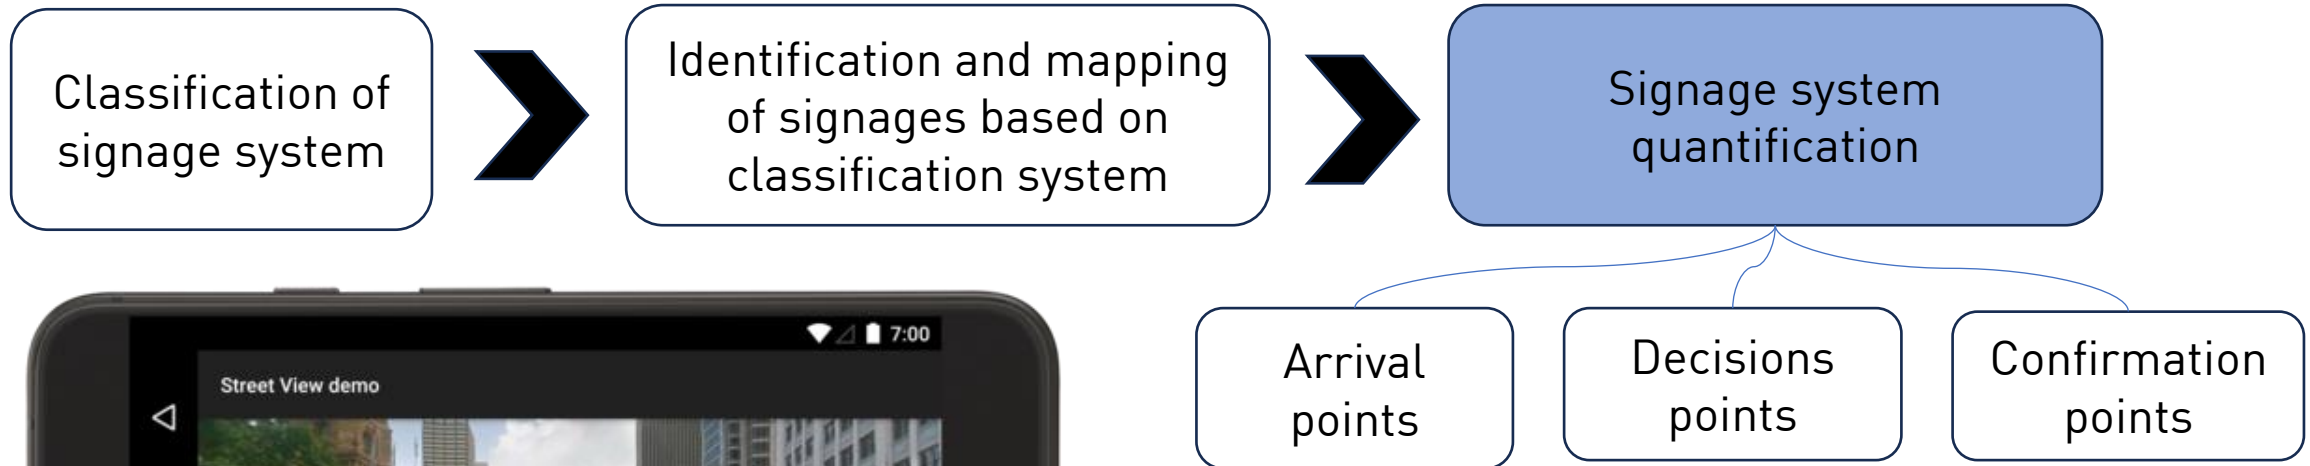 Classification of
signage system
Identification and mapping
of signages based on
classification system
Signage system
quantification
Arrival
points
Decisions
points
Confirmation
points
7:00
Street View demo